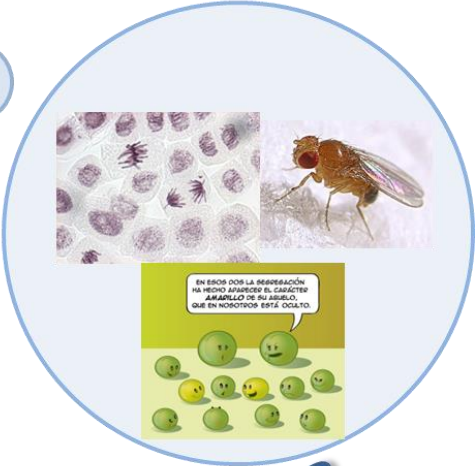 EN ESOS DOS LA SEGREGACIÓN
HA HECHO APARECER EL CARÁCTER
AMARILLO DE SU ABUELO,
QUE EN NOSOTROS ESTÁ OCULTO.